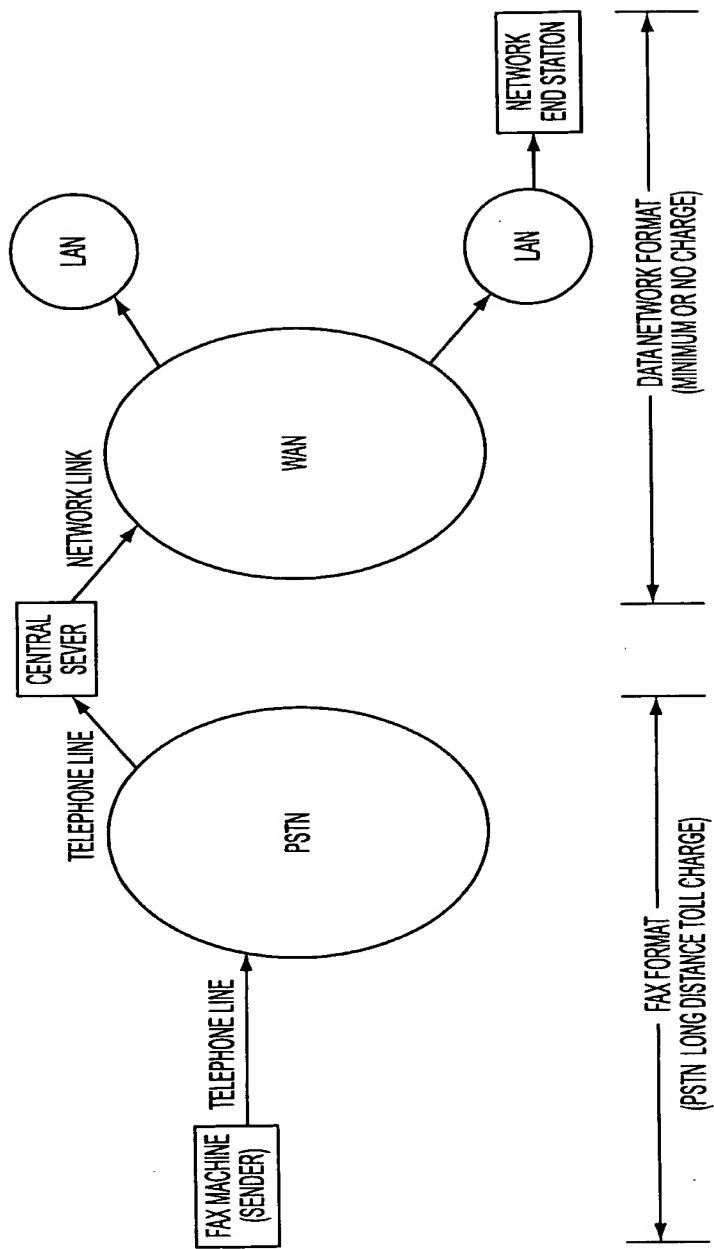 FAX MACHINE
(SENDER)
TELEPHONE LINE
PSTN
TELEPHONE LINE
CENTRAL
SEVER
NETWORK LINK
WAN
LAN
LAN
NETWORK
END STATION
FAX FORMAT
(PSTN LONG DISTANCE TOLL CHARGE)
DATA NETWORK FORMAT
(MINIMUM OR NO CHARGE)